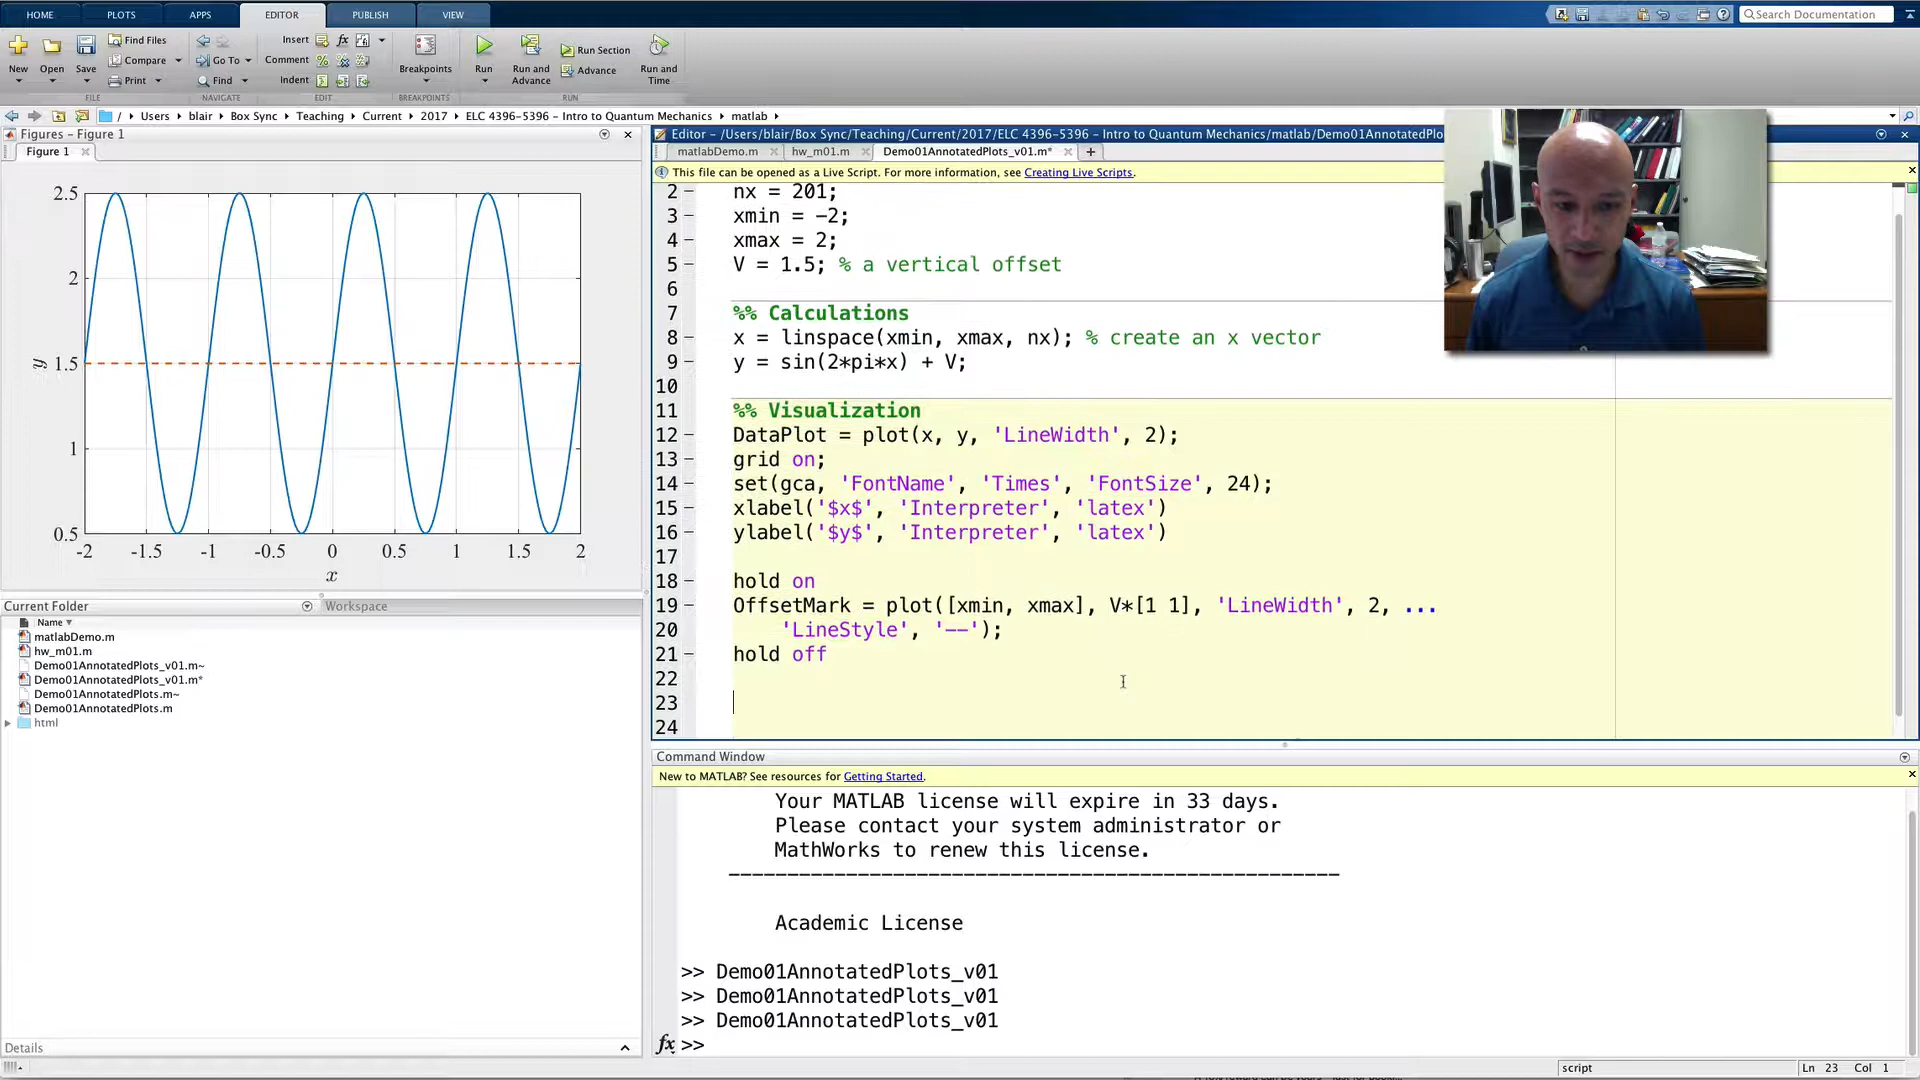 HOME PLOTS APPS EDITOR PUBLISH VIEW
Search Documentation
Find Files
Insert fx
Compare
Go To
Comment
Run Section
Print
Find
Indent
Advance
New Open Save
Breakpoints
Run Run and Advance
Run and Time
FILE NAVIGATE EDIT BREAKPOINTS RUN
/ Users blair Box Sync Teaching Current 2017 ELC 4396-5396 - Intro to Quantum Mechanics matlab
Figures - Figure 1
Figure 1
2.5
2
1.5
1
0.5
y
-2 -1.5 -1 -0.5 0 0.5 1 1.5 2
x
Current Folder
Workspace
Name
matlabDemo.m
hw_m01.m
Demo01AnnotatedPlots_v01.m~
Demo01AnnotatedPlots_v01.m*
Demo01AnnotatedPlots.m~
Demo01AnnotatedPlots.m
html
Details
Editor - /Users/blair/Box Sync/Teaching/Current/2017/ELC 4396-5396 - Intro to Quantum Mechanics/matlab/Demo01AnnotatedPlo
matlabDemo.m hw_m01.m Demo01AnnotatedPlots_v01.m* +
This file can be opened as a Live Script. For more information, see Creating Live Scripts.
2 nx = 201;
3 xmin = -2;
4 xmax = 2;
5 V = 1.5; % a vertical offset
6
7 %% Calculations
8 x = linspace(xmin, xmax, nx); % create an x vector
9 y = sin(2*pi*x) + V;
10
11 %% Visualization
12 DataPlot = plot(x, y, 'LineWidth', 2);
13 grid on;
14 set(gca, 'FontName', 'Times', 'FontSize', 24);
15 xlabel('$x$', 'Interpreter', 'latex')
16 ylabel('$y$', 'Interpreter', 'latex')
17
18 hold on
19 OffsetMark = plot([xmin, xmax], V*[1 1], 'LineWidth', 2, ...
20 'LineStyle', '--');
21 hold off
22
23
24
Command Window
New to MATLAB? See resources for Getting Started.
Your MATLAB license will expire in 33 days.
Please contact your system administrator or
MathWorks to renew this license.
----------------------------------------------------
Academic License
>> Demo01AnnotatedPlots_v01
>> Demo01AnnotatedPlots_v01
>> Demo01AnnotatedPlots_v01
fx >>
script Ln 23 Col 1